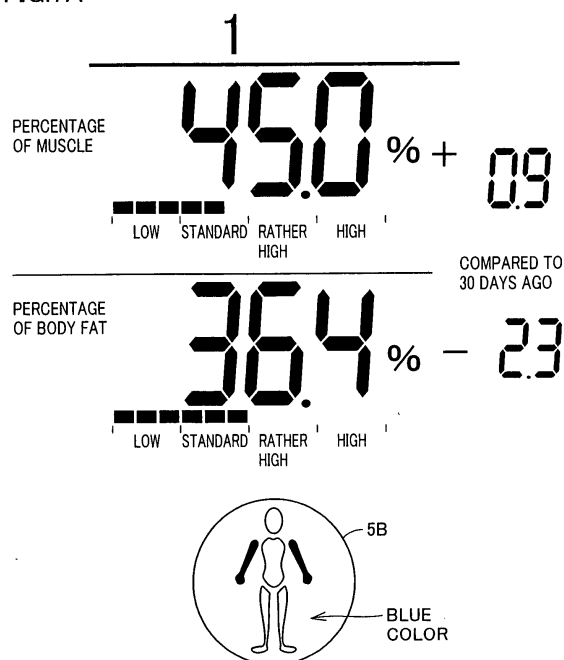 1
PERCENTAGE
OF MUSCLE
45.0 % + 0.9
LOW STANDARD RATHER HIGH
HIGH
COMPARED TO
30 DAYS AGO
PERCENTAGE
OF BODY FAT
36.4 % − 2.3
LOW STANDARD RATHER HIGH
HIGH
5B
BLUE
COLOR